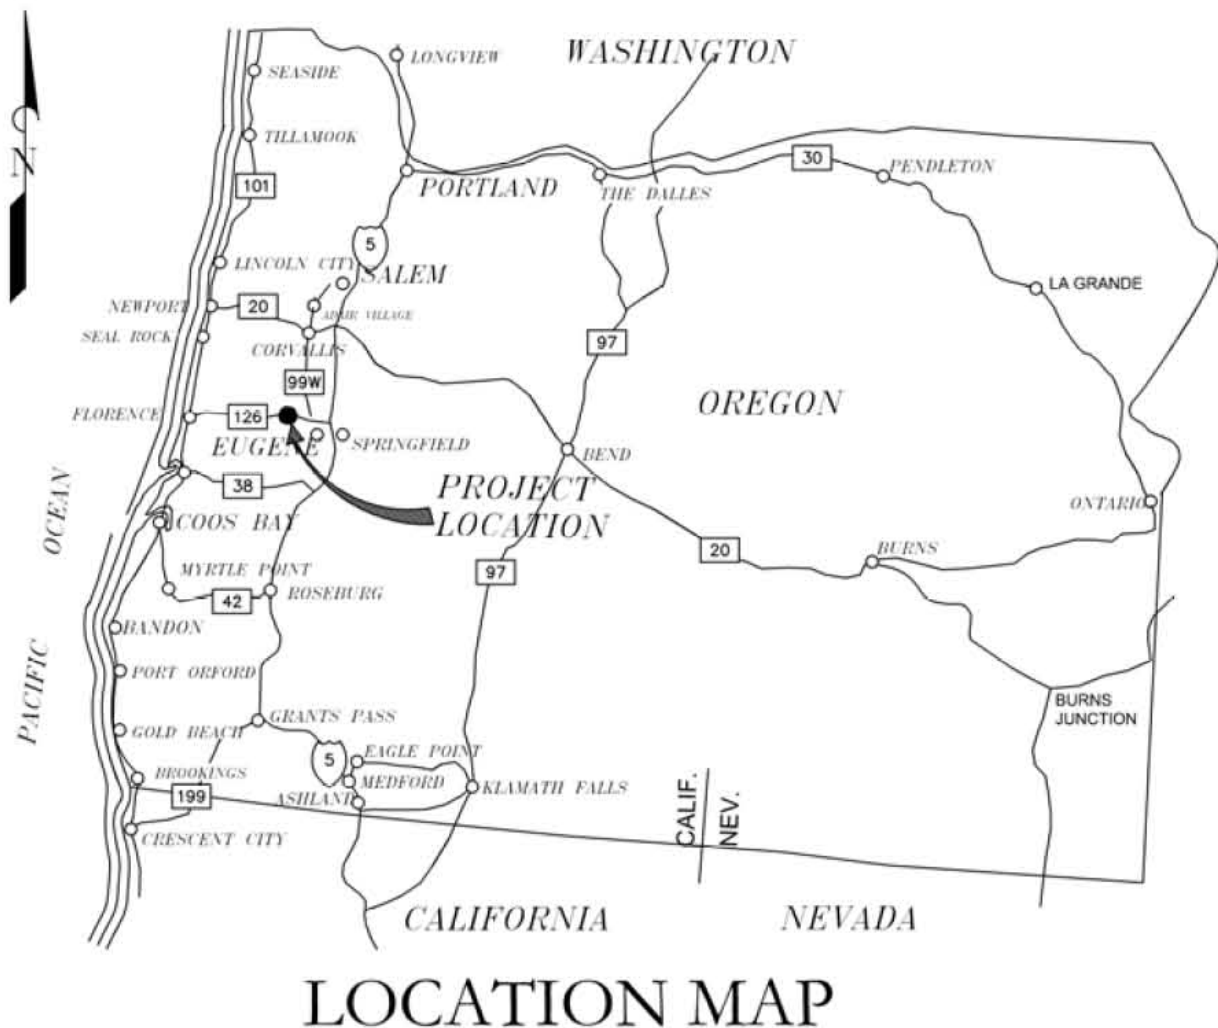 WASHINGTON
LONGVIEW
SEASIDE
TILLAMOOK
N
30
PENDLETON
101
PORTLAND
THE DALLES
5
LINCOLN CITY
SALEM
LA GRANDE
NEWPORT
20
ADAIR VILLAGE
SEAL ROCK
CORVALLIS
97
99W
OREGON
FLORENCE
126
EUGENE
SPRINGFIELD
BEND
38
PROJECT
LOCATION
ONTARIO
OCEAN
COOS BAY
20
BURNS
MYRTLE POINT
97
42
ROSEBURG
BANDON
PORT ORFORD
PACIFIC
BURNS
JUNCTION
GRANTS PASS
GOLD BEACH
5
EAGLE POINT
BROOKINGS
MEDFORD
KLAMATH FALLS
199
ASHLAND
CALIF.
NEV.
CRESCENT CITY
CALIFORNIA
NEVADA
LOCATION MAP